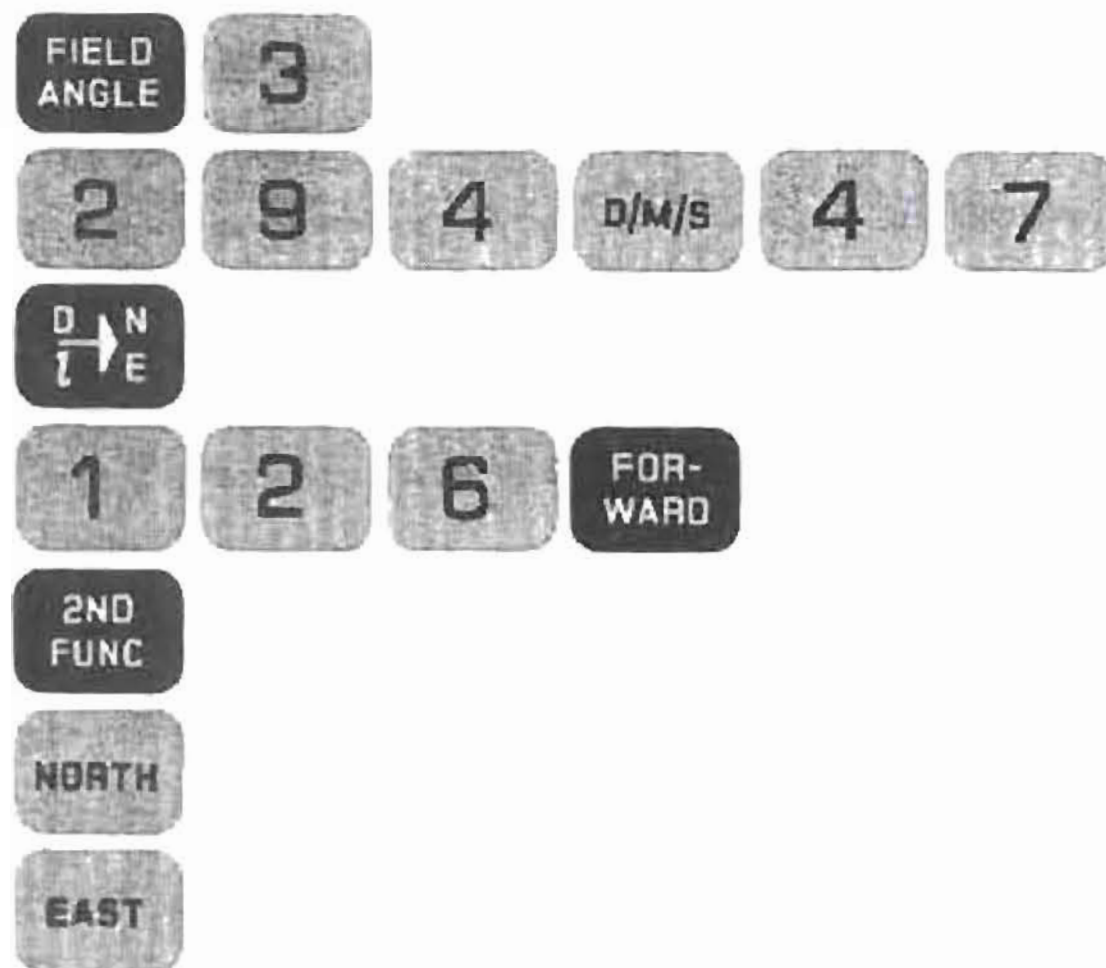 FIELD
ANGLE 3
2 9 4 D/M/S 4 7
D N
l E
1 2 6 FOR-
WARD
2ND
FUNC
NORTH
EAST